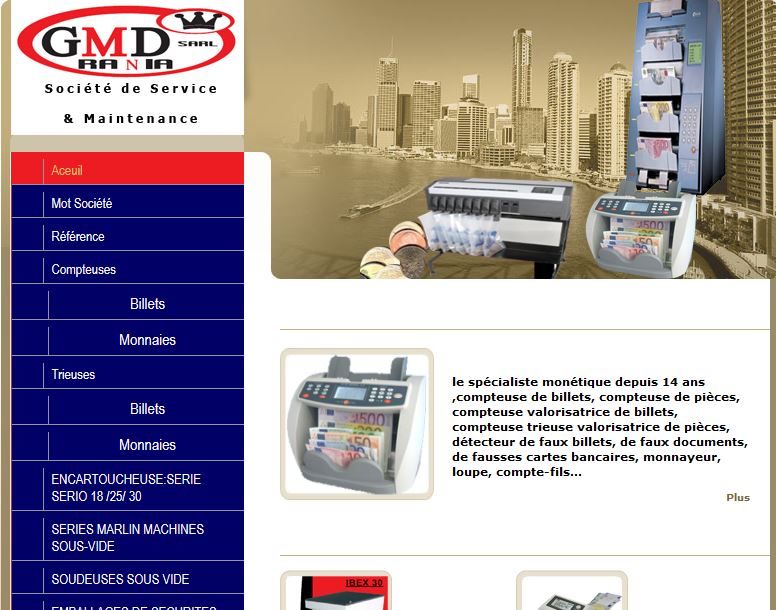 GMD SARL
RANIA
Société de Service
& Maintenance
Aceuil
Mot Société
Référence
Compteuses
Billets
Monnaies
Trieuses
Billets
Monnaies
ENCARTOUCHEUSE:SERIE
SERIO 18 /25/ 30
SERIES MARLIN MACHINES
SOUS-VIDE
SOUDEUSES SOUS VIDE
EMBALLAGES DE SECURITES
le spécialiste monétique depuis 14 ans
,compteuse de billets, compteuse de pièces,
compteuse valorisatrice de billets,
compteuse trieuse valorisatrice de pièces,
détecteur de faux billets, de faux documents,
de fausses cartes bancaires, monnayeur,
loupe, compte-fils...
Plus
IBEX 30